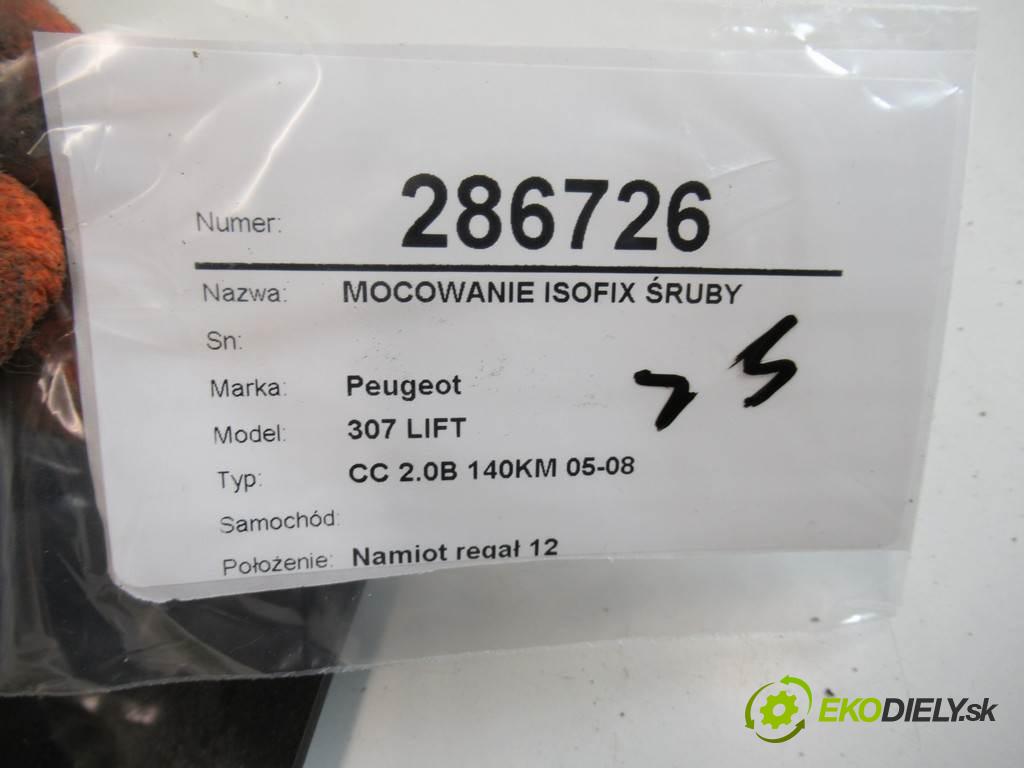 Numer: 286726
Nazwa: MOCOWANIE ISOFIX ŚRUBY
Sn:
Marka: Peugeot
Model: 307 LIFT
Typ: CC 2.0B 140KM 05-08
Samochód:
Położenie: Namiot regał 12
EKODIELY.sk